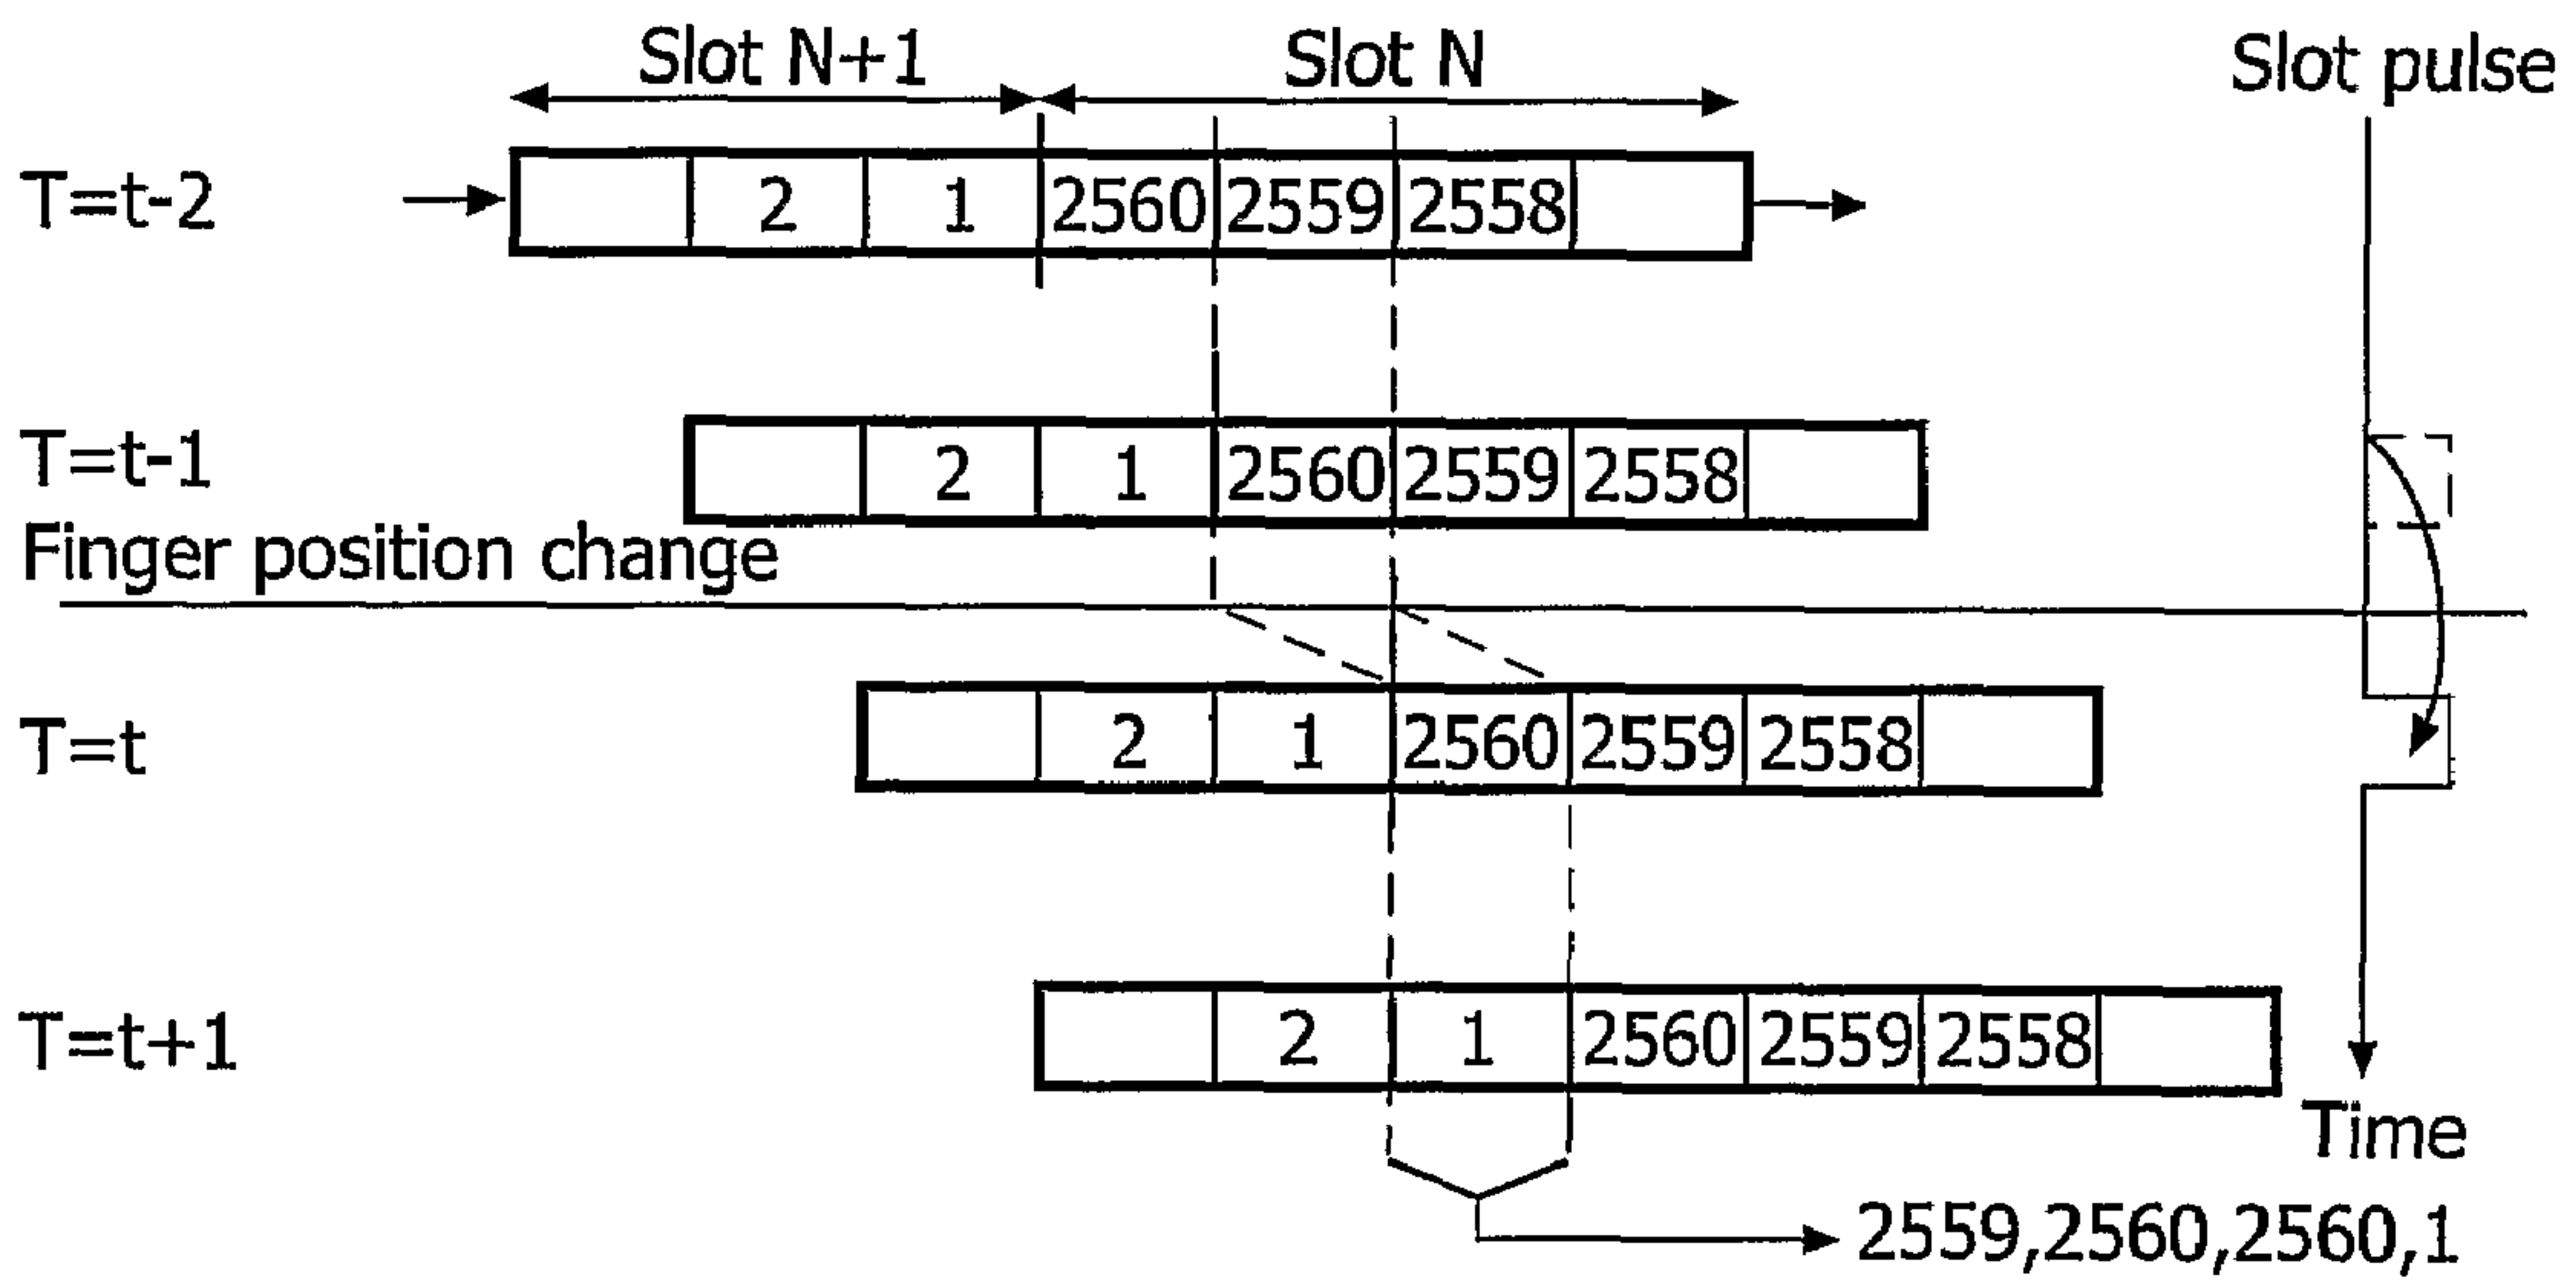 Slot N+1 Slot N Slot pulse
T=t-2 2 1 2560 2559 2558
T=t-1 2 1 2560 2559 2558
Finger position change
T=t 2 1 2560 2559 2558
T=t+1 2 1 2560 2559 2558
Time
2559,2560,2560,1